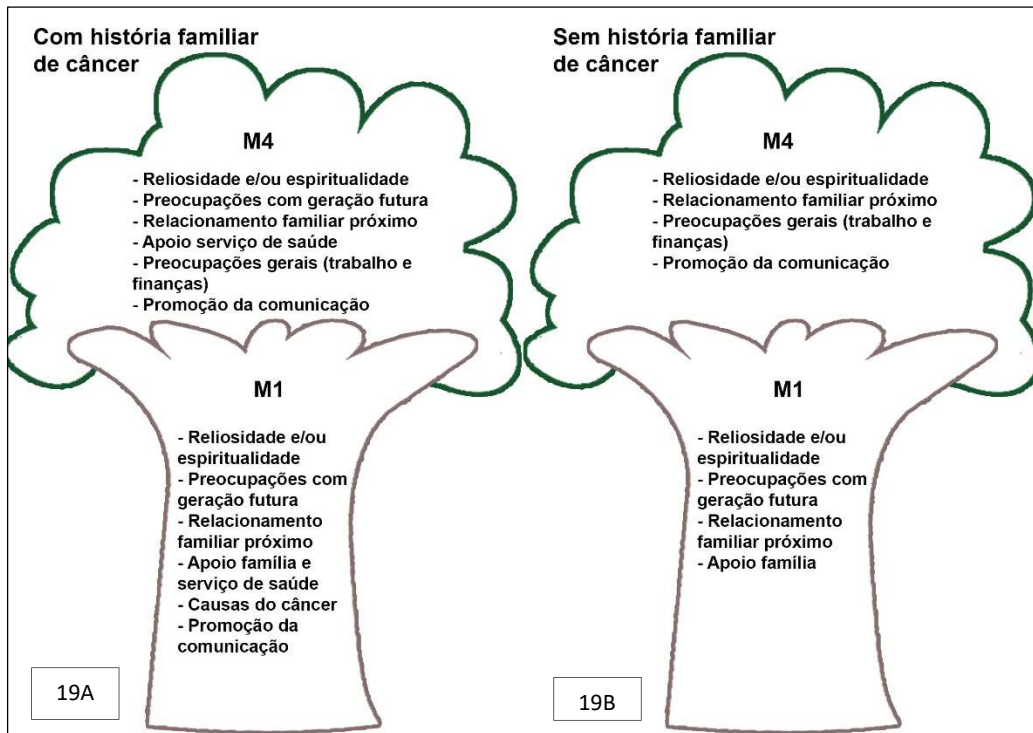 Com história familiar
de câncer
M4
- Reliosidade e/ou espiritualidade
- Preocupações com geração futura
- Relacionamento familiar próximo
- Apoio serviço de saúde
- Preocupações gerais (trabalho e
finanças)
- Promoção da comunicação
M1
- Reliosidade e/ou
espiritualidade
- Preocupações com
geração futura
- Relacionamento
familiar próximo
- Apoio família e
serviço de saúde
- Causas do câncer
- Promoção da
comunicação
19A
Sem história familiar
de câncer
M4
- Reliosidade e/ou espiritualidade
- Relacionamento familiar próximo
- Preocupações gerais (trabalho e
finanças)
- Promoção da comunicação
M1
- Reliosidade e/ou
espiritualidade
- Preocupações com
geração futura
- Relacionamento
familiar próximo
- Apoio família
19B